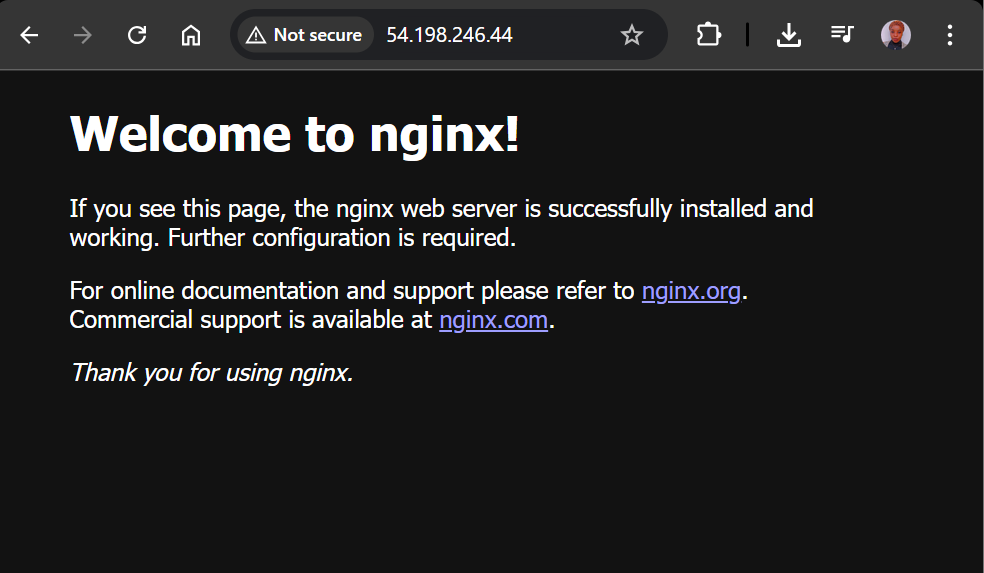 Not secure 54.198.246.44
Welcome to nginx!
If you see this page, the nginx web server is successfully installed and
working. Further configuration is required.
For online documentation and support please refer to nginx.org.
Commercial support is available at nginx.com.
Thank you for using nginx.